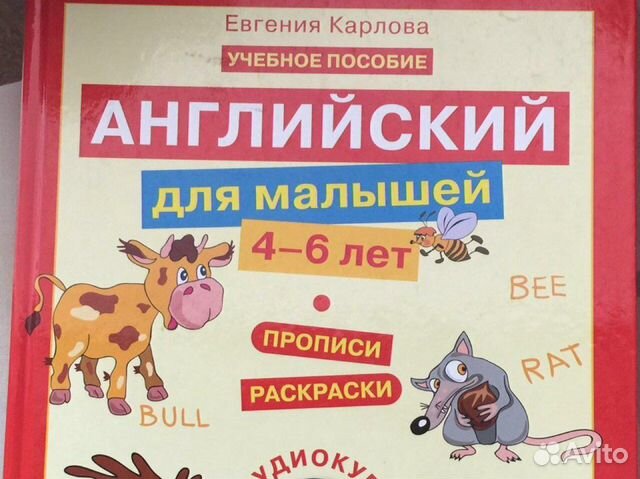 Евгения Карлова
УЧЕБНОЕ ПОСОБИЕ
АНГЛИЙСКИЙ
для малышей
4–6 лет
BEE
ПРОПИСИ
RAT
РАСКРАСКИ
BULL
Avito